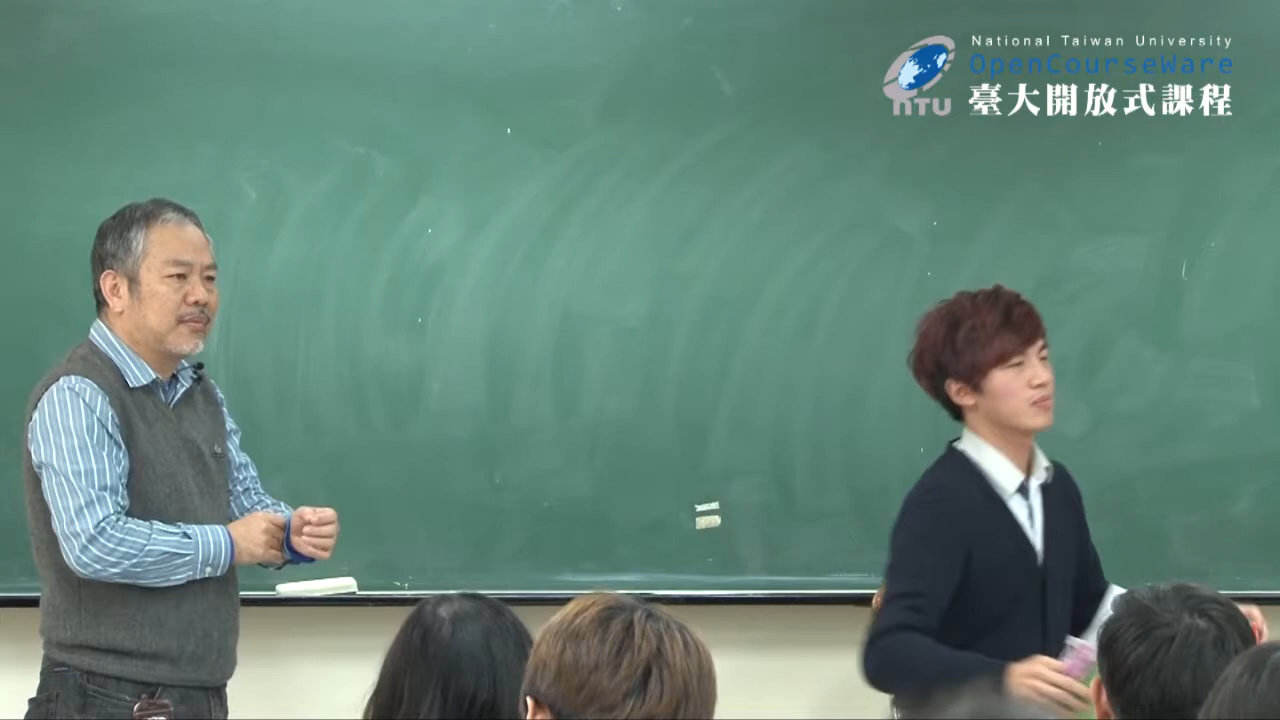 National Taiwan University
OpenCourseWare
NTU
臺大開放式課程